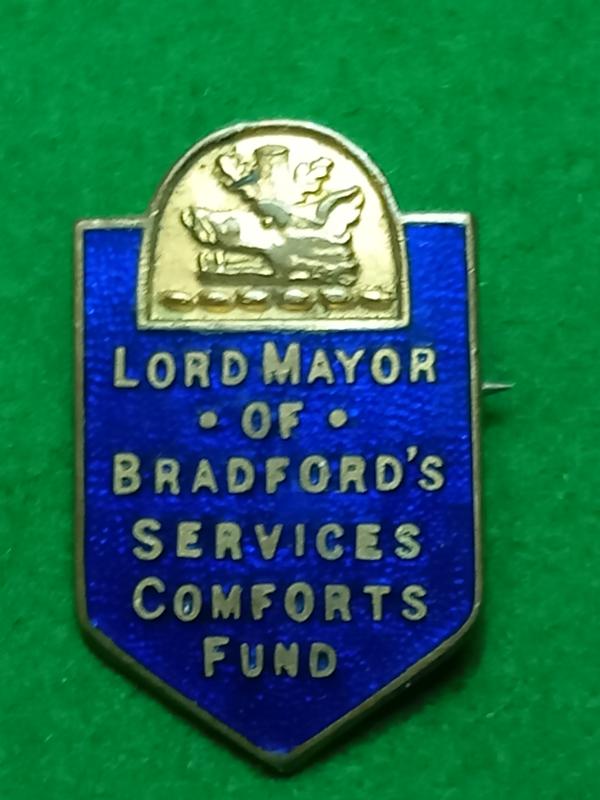 LORD MAYOR
• OF •
BRADFORD'S
SERVICES
COMFORTS
FUND